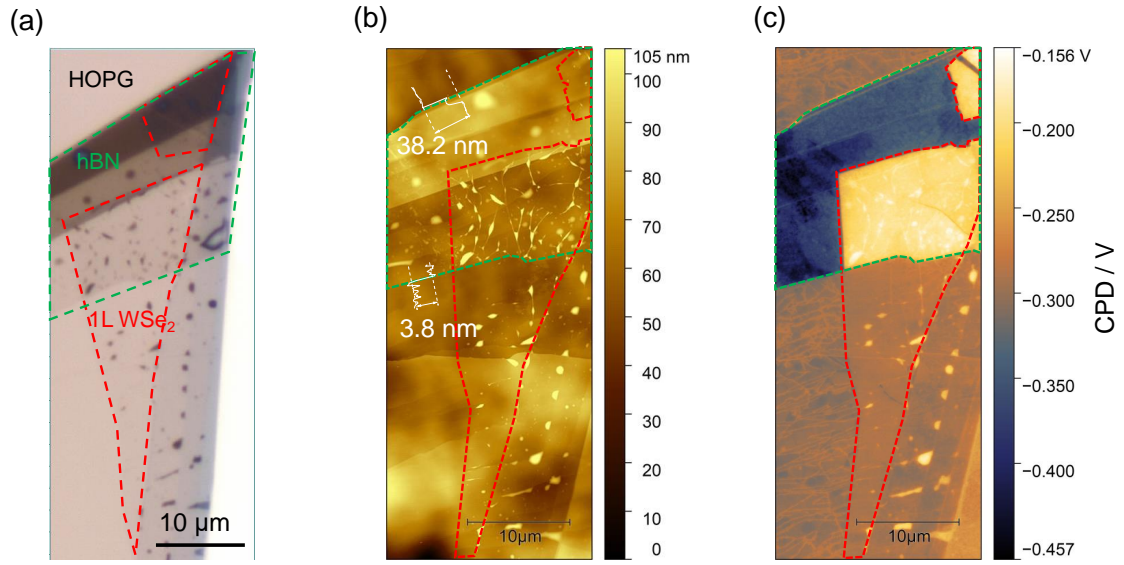 (a)
HOPG
hBN
1L WSe₂
10 µm
(b)
38.2 nm
3.8 nm
10µm
105 nm
100
90
80
70
60
50
40
30
20
10
0
(c)
10µm
−0.156 V
−0.200
−0.250
−0.300
−0.350
−0.400
−0.457
CPD / V